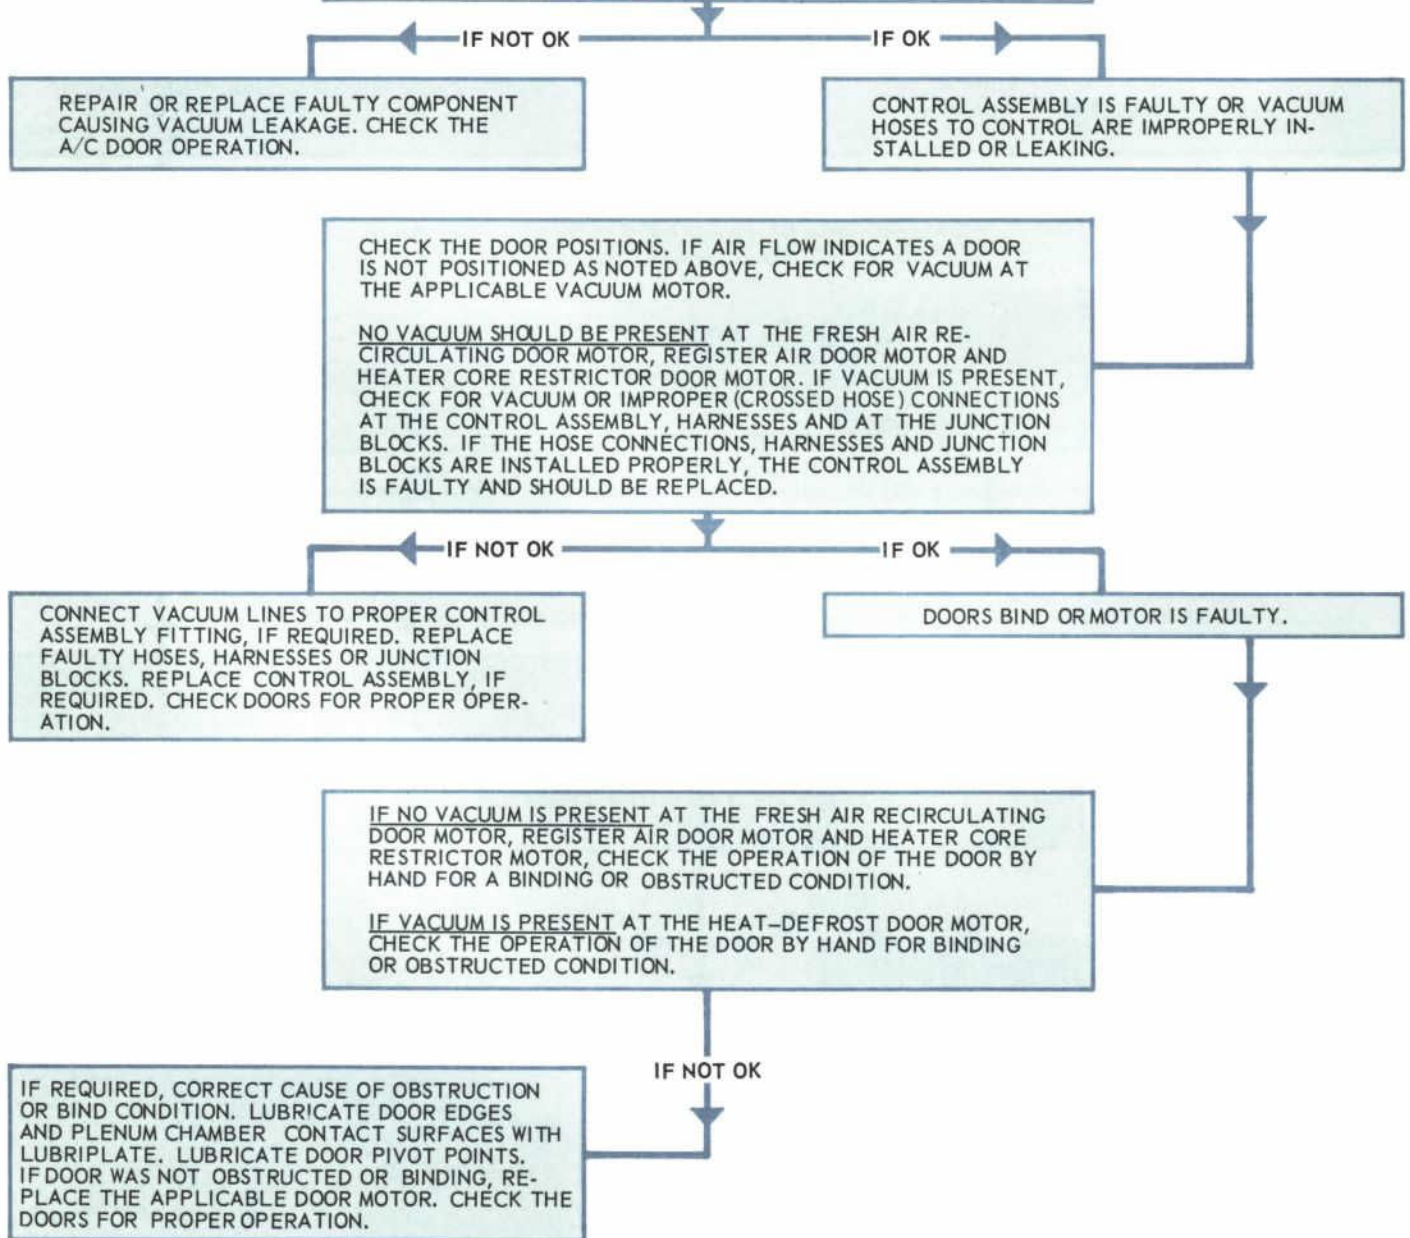 IF NOT OK
IF OK
REPAIR OR REPLACE FAULTY COMPONENT
CAUSING VACUUM LEAKAGE. CHECK THE
A/C DOOR OPERATION.
CONTROL ASSEMBLY IS FAULTY OR VACUUM
HOSES TO CONTROL ARE IMPROPERLY IN-
STALLED OR LEAKING.
CHECK THE DOOR POSITIONS. IF AIR FLOW INDICATES A DOOR
IS NOT POSITIONED AS NOTED ABOVE, CHECK FOR VACUUM AT
THE APPLICABLE VACUUM MOTOR.
NO VACUUM SHOULD BE PRESENT AT THE FRESH AIR RE-
CIRCULATING DOOR MOTOR, REGISTER AIR DOOR MOTOR AND
HEATER CORE RESTRICTOR DOOR MOTOR. IF VACUUM IS PRESENT,
CHECK FOR VACUUM OR IMPROPER (CROSSED HOSE) CONNECTIONS
AT THE CONTROL ASSEMBLY, HARNESSES AND AT THE JUNCTION
BLOCKS. IF THE HOSE CONNECTIONS, HARNESSES AND JUNCTION
BLOCKS ARE INSTALLED PROPERLY, THE CONTROL ASSEMBLY
IS FAULTY AND SHOULD BE REPLACED.
IF NOT OK
IF OK
CONNECT VACUUM LINES TO PROPER CONTROL
ASSEMBLY FITTING, IF REQUIRED. REPLACE
FAULTY HOSES, HARNESSES OR JUNCTION
BLOCKS. REPLACE CONTROL ASSEMBLY, IF
REQUIRED. CHECK DOORS FOR PROPER OPER-
ATION.
DOORS BIND OR MOTOR IS FAULTY.
IF NO VACUUM IS PRESENT AT THE FRESH AIR RECIRCULATING
DOOR MOTOR, REGISTER AIR DOOR MOTOR AND HEATER CORE
RESTRICTOR MOTOR, CHECK THE OPERATION OF THE DOOR BY
HAND FOR A BINDING OR OBSTRUCTED CONDITION.
IF VACUUM IS PRESENT AT THE HEAT-DEFROST DOOR MOTOR,
CHECK THE OPERATION OF THE DOOR BY HAND FOR BINDING
OR OBSTRUCTED CONDITION.
IF NOT OK
IF REQUIRED, CORRECT CAUSE OF OBSTRUCTION
OR BIND CONDITION. LUBRICATE DOOR EDGES
AND PLENUM CHAMBER CONTACT SURFACES WITH
LUBRIPLATE. LUBRICATE DOOR PIVOT POINTS.
IF DOOR WAS NOT OBSTRUCTED OR BINDING, RE-
PLACE THE APPLICABLE DOOR MOTOR. CHECK THE
DOORS FOR PROPER OPERATION.